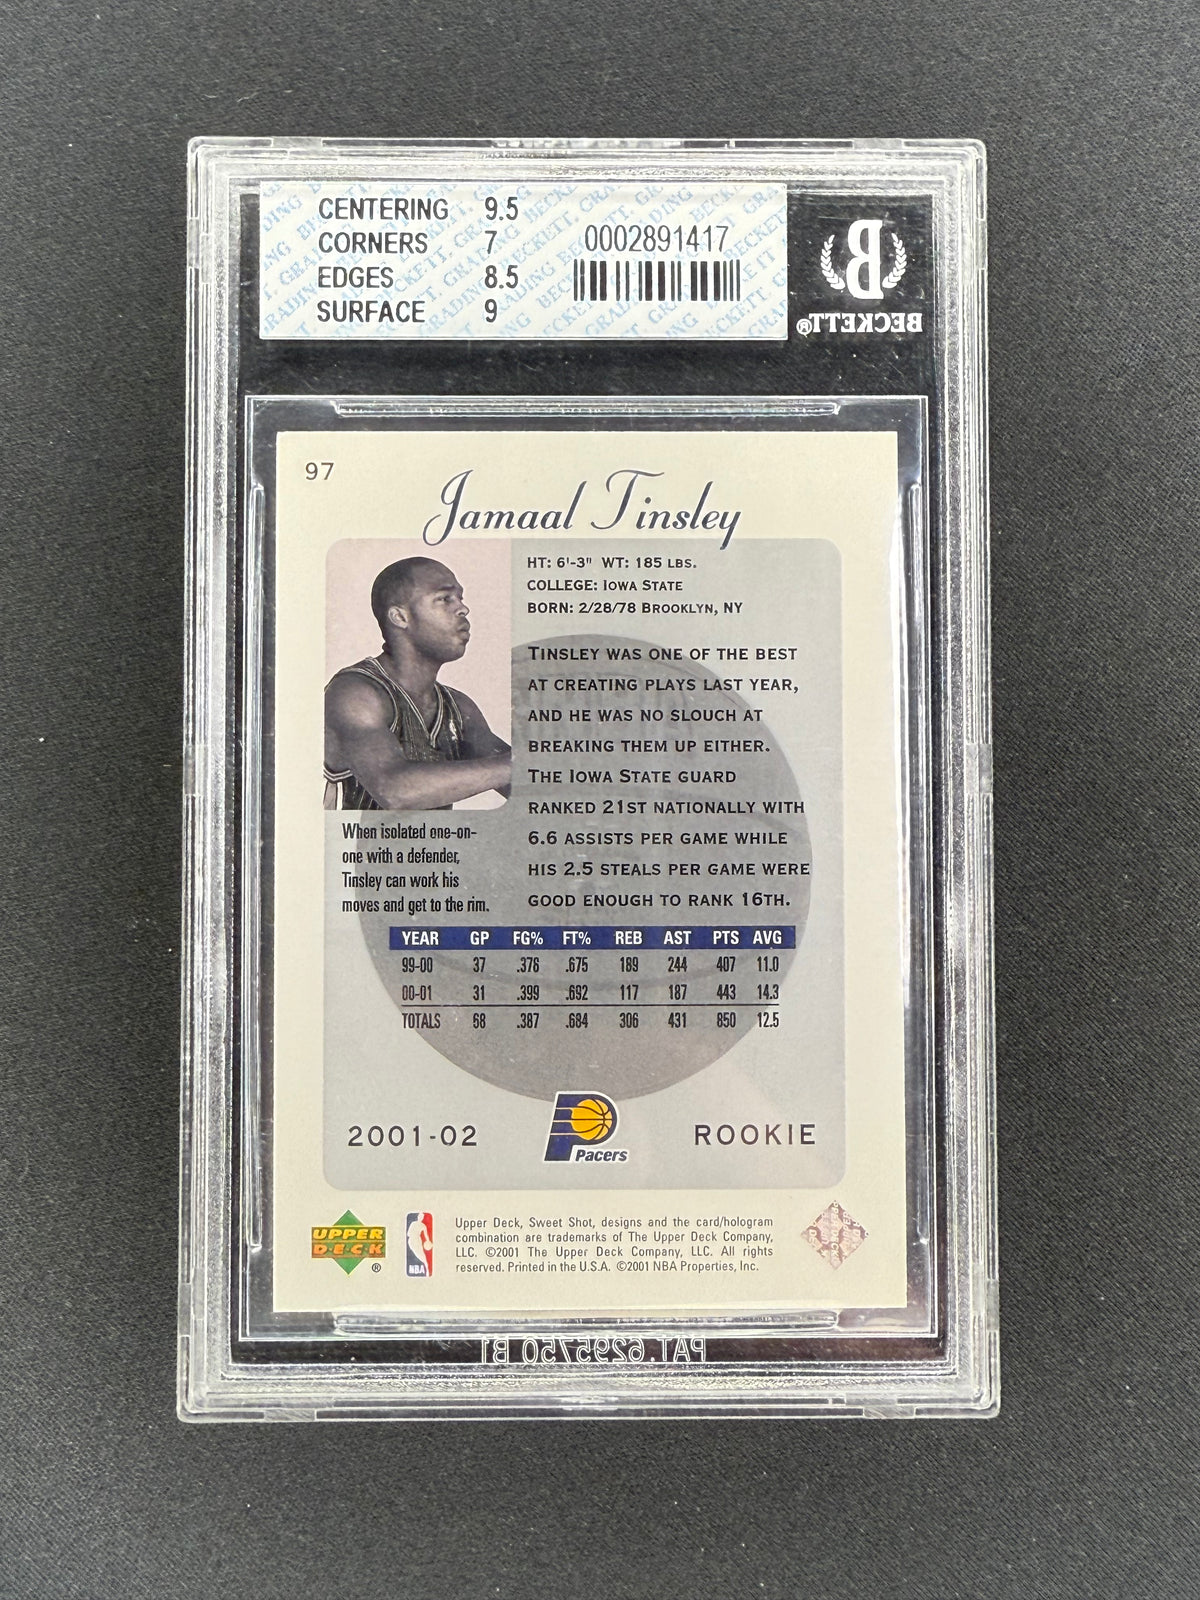 CENTERING 9.5
CORNERS 7
EDGES 8.5
SURFACE 9
0002891417
BECKETT®
97
Jamaal Tinsley
HT: 6'-3" WT: 185 LBS.
COLLEGE: IOWA STATE
BORN: 2/28/78 BROOKLYN, NY
TINSLEY WAS ONE OF THE BEST
AT CREATING PLAYS LAST YEAR,
AND HE WAS NO SLOUCH AT
BREAKING THEM UP EITHER.
THE IOWA STATE GUARD
RANKED 21ST NATIONALLY WITH
6.6 ASSISTS PER GAME WHILE
HIS 2.5 STEALS PER GAME WERE
GOOD ENOUGH TO RANK 16TH.
When isolated one-on-
one with a defender,
Tinsley can work his
moves and get to the rim.
YEAR GP FG% FT% REB AST PTS AVG
99-00 37 .376 .675 189 244 407 11.0
00-01 31 .399 .692 117 187 443 14.3
TOTALS 68 .387 .684 306 431 850 12.5
2001-02
Pacers
ROOKIE
UPPER
DECK
®
NBA
Upper Deck, Sweet Shot, designs and the card/hologram
combination are trademarks of The Upper Deck Company,
LLC. ©2001 The Upper Deck Company, LLC. All rights
reserved. Printed in the U.S.A. ©2001 NBA Properties, Inc.
PAT. 6295750 B1